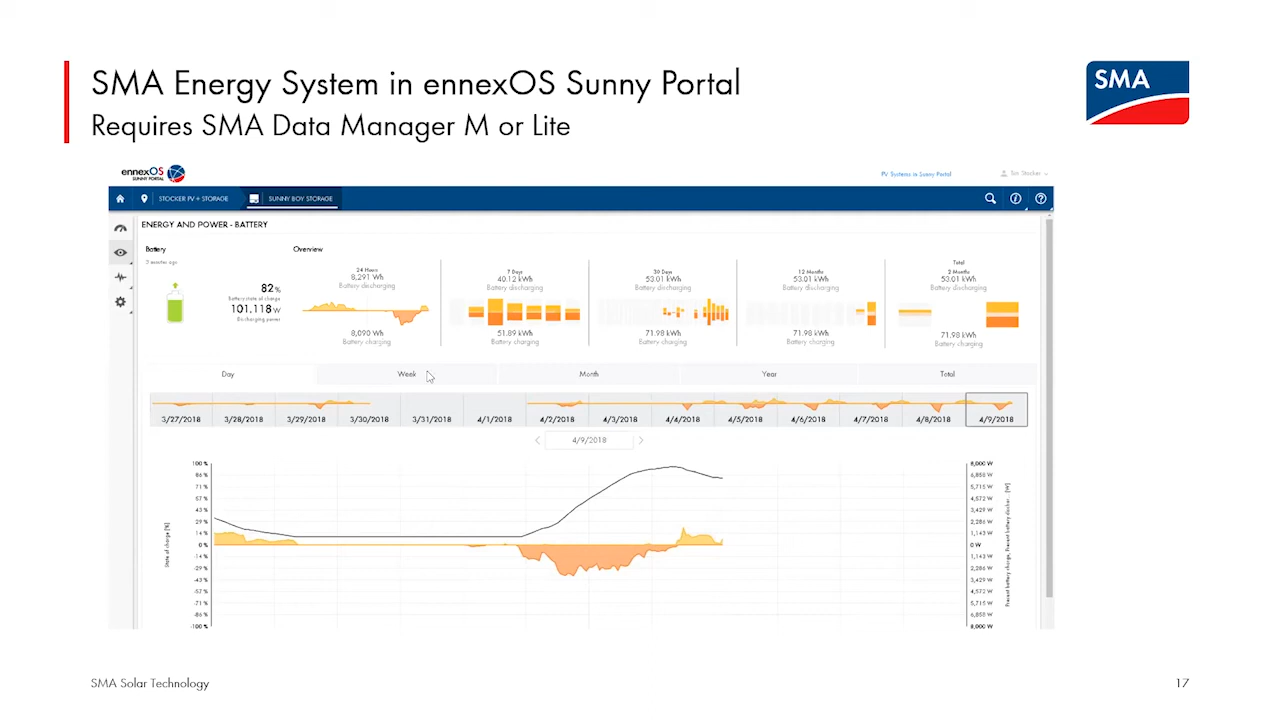 SMA Energy System in ennexOS Sunny Portal
Requires SMA Data Manager M or Lite
SMA
ennexOS
SUNNY PORTAL
PV Systems in Sunny Portal
Tim Stocker
STOCKER PV + STORAGE
SUNNY BOY STORAGE
ENERGY AND POWER - BATTERY
Battery
Overview
82%
Battery state of charge
101.118 W
Discharging power
24 Hours
8,291 Wh
Battery discharging
8,090 Wh
Battery charging
7 Days
40.12 kWh
Battery discharging
51.89 kWh
Battery charging
30 Days
53.01 kWh
Battery discharging
71.98 kWh
Battery charging
12 Months
53.01 kWh
Battery discharging
71.98 kWh
Battery charging
Total
2 Months
53.01 kWh
Battery discharging
71.98 kWh
Battery charging
Day Week Month Year Total
3/27/2018 3/28/2018 3/29/2018 3/30/2018 3/31/2018 4/1/2018 4/2/2018 4/3/2018 4/4/2018 4/5/2018 4/6/2018 4/7/2018 4/8/2018 4/9/2018
4/9/2018
State of charge [%]
100 %
86 %
71 %
57 %
43 %
29 %
14 %
0 %
-14 %
-29 %
-43 %
-57 %
-71 %
-86 %
-100 %
8,000 W
6,858 W
5,715 W
4,572 W
3,429 W
2,286 W
1,143 W
0 W
1,143 W
2,286 W
3,429 W
4,572 W
5,715 W
6,858 W
8,000 W
Present battery charge, Present battery dischar... [W]
SMA Solar Technology
17